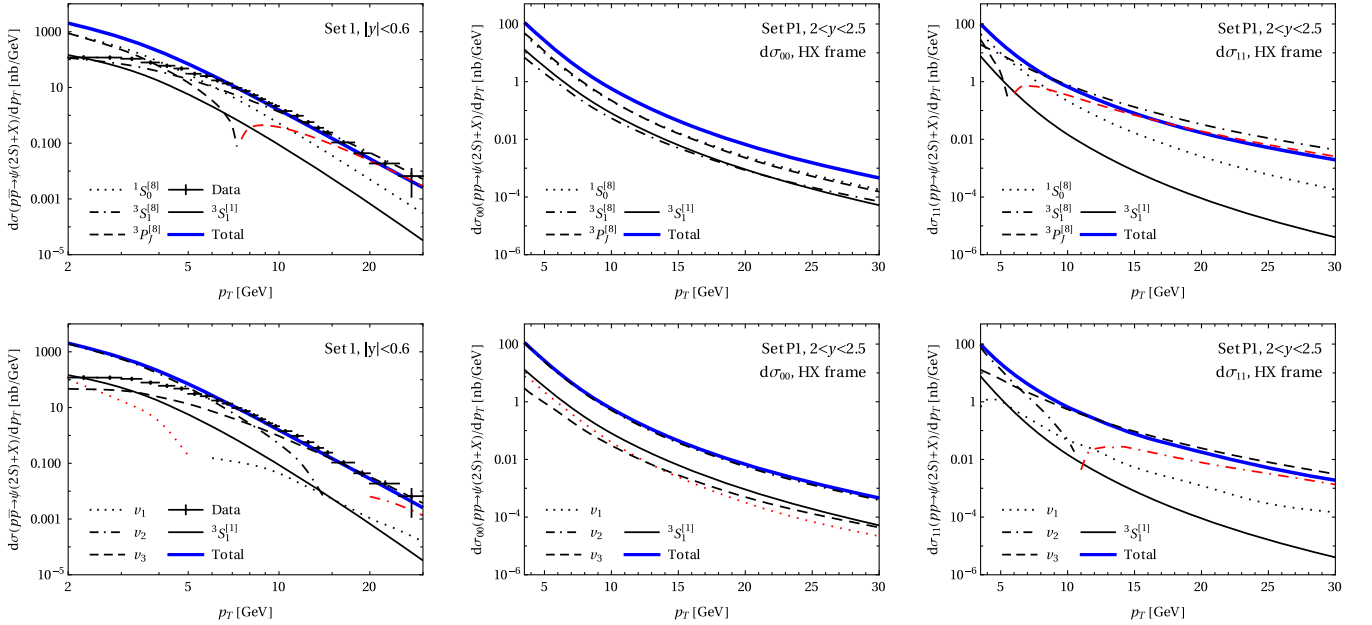 dσ(pp̄→ψ(2S)+X)/dp_T [nb/GeV]
1000
10
0.100
0.001
10^-5
Set 1, |y|<0.6
^1S_0^[8] Data
^3S_1^[8] ^3S_1^[1]
^3P_J^[8] Total
2 5 10 20
p_T [GeV]
dσ_00(pp→ψ(2S)+X)/dp_T [nb/GeV]
100
1
0.01
10^-4
10^-6
Set P1, 2<y<2.5
dσ_00, HX frame
^1S_0^[8]
^3S_1^[8] ^3S_1^[1]
^3P_J^[8] Total
5 10 15 20 25 30
p_T [GeV]
dσ_11(pp→ψ(2S)+X)/dp_T [nb/GeV]
100
1
0.01
10^-4
10^-6
Set P1, 2<y<2.5
dσ_11, HX frame
^1S_0^[8]
^3S_1^[8] ^3S_1^[1]
^3P_J^[8] Total
5 10 15 20 25 30
p_T [GeV]
dσ(pp̄→ψ(2S)+X)/dp_T [nb/GeV]
1000
10
0.100
0.001
10^-5
Set 1, |y|<0.6
v_1 Data
v_2 ^3S_1^[1]
v_3 Total
2 5 10 20
p_T [GeV]
dσ_00(pp→ψ(2S)+X)/dp_T [nb/GeV]
100
1
0.01
10^-4
10^-6
Set P1, 2<y<2.5
dσ_00, HX frame
v_1
v_2 ^3S_1^[1]
v_3 Total
5 10 15 20 25 30
p_T [GeV]
dσ_11(pp→ψ(2S)+X)/dp_T [nb/GeV]
100
1
0.01
10^-4
10^-6
Set P1, 2<y<2.5
dσ_11, HX frame
v_1
v_2 ^3S_1^[1]
v_3 Total
5 10 15 20 25 30
p_T [GeV]